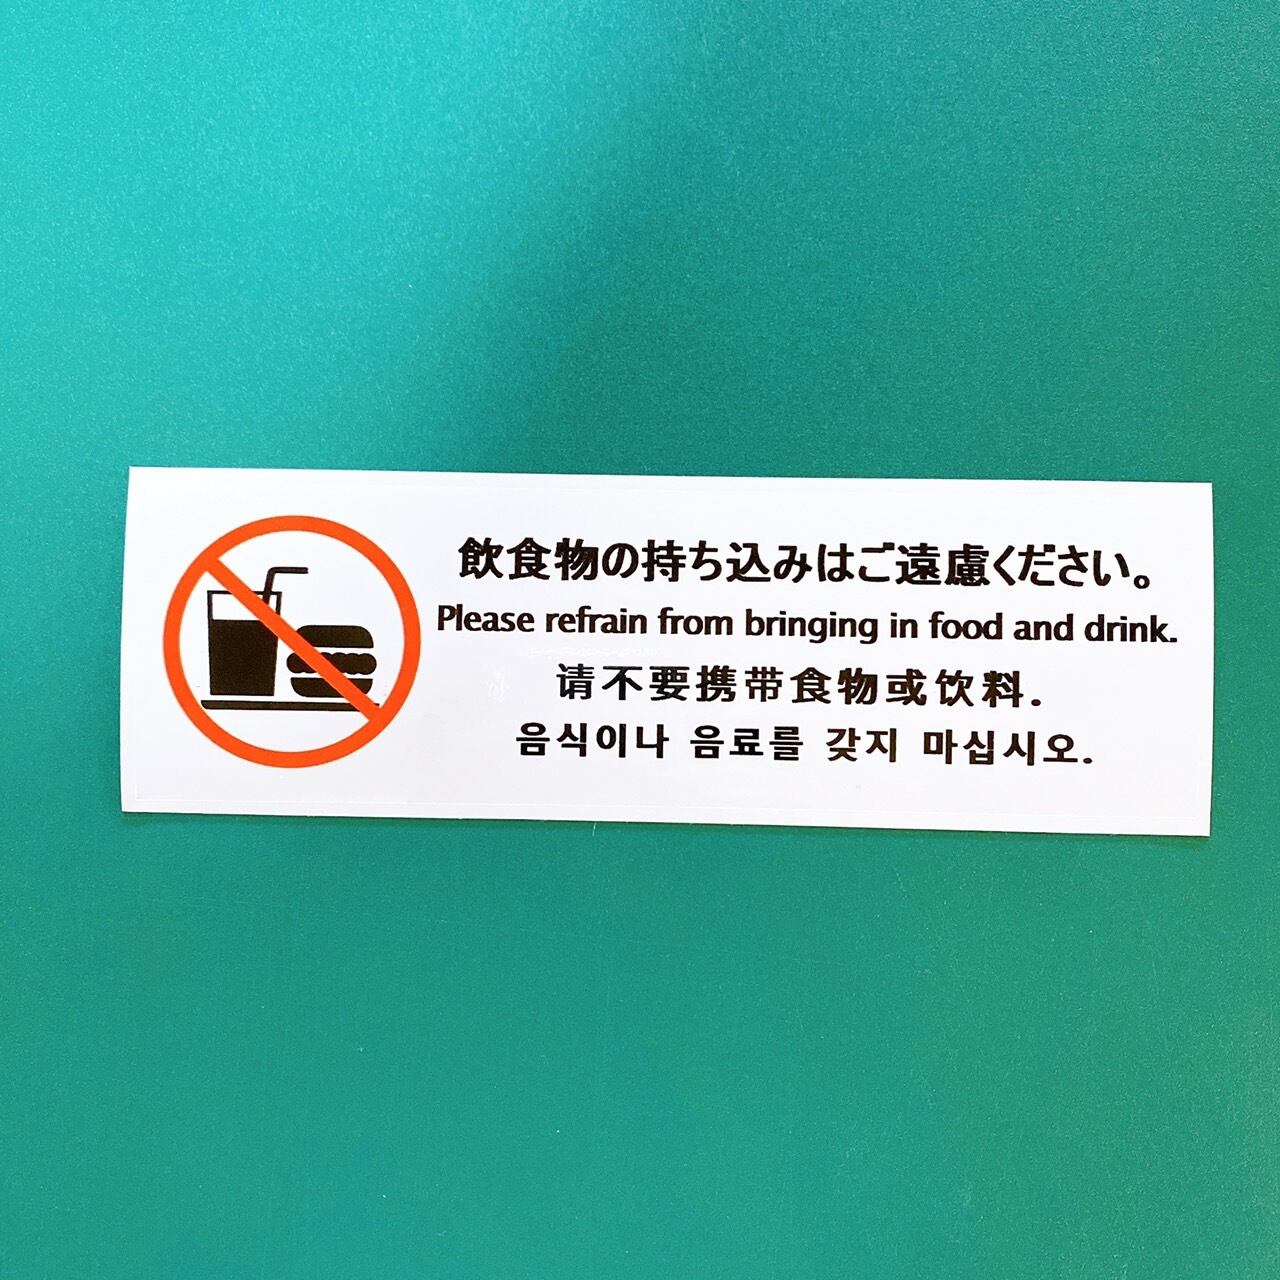 飲食物の持ち込みはご遠慮ください。
Please refrain from bringing in food and drink.
请不要携带食物或饮料.
음식이나 음료를 갖지 마십시오.